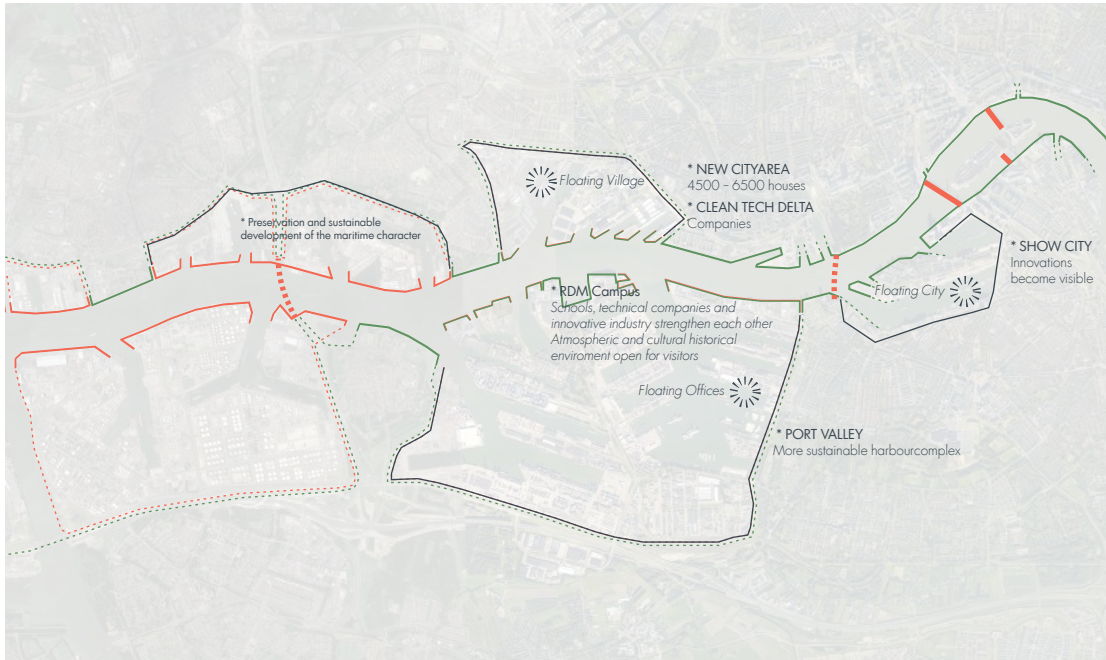 * NEW CITYAREA
4500 – 6500 houses
* CLEAN TECH DELTA
Companies
Floating Village
* Preservation and sustainable
development of the maritime character
* SHOW CITY
Innovations
become visible
Floating City
* RDM Campus
Schools, technical companies and
innovative industry strengthen each other
Atmospheric and cultural historical
enviroment open for visitors
Floating Offices
* PORT VALLEY
More sustainable harbourcomplex